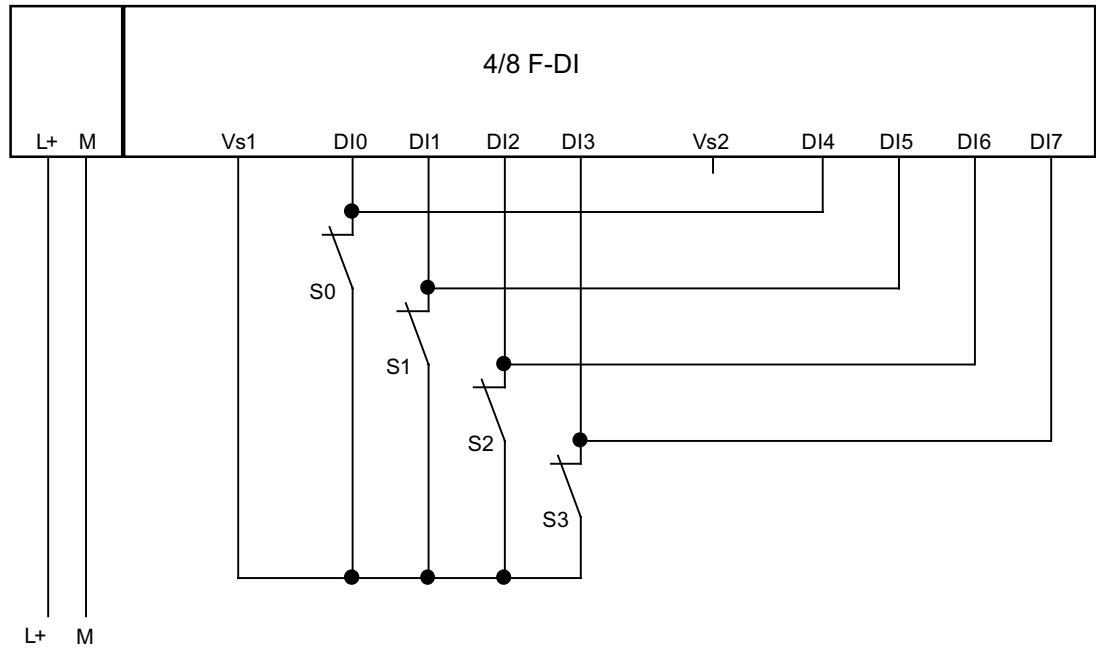 4/8 F-DI
L+ M Vs1 DI0 DI1 DI2 DI3 Vs2 DI4 DI5 DI6 DI7
S0
S1
S2
S3
L+ M